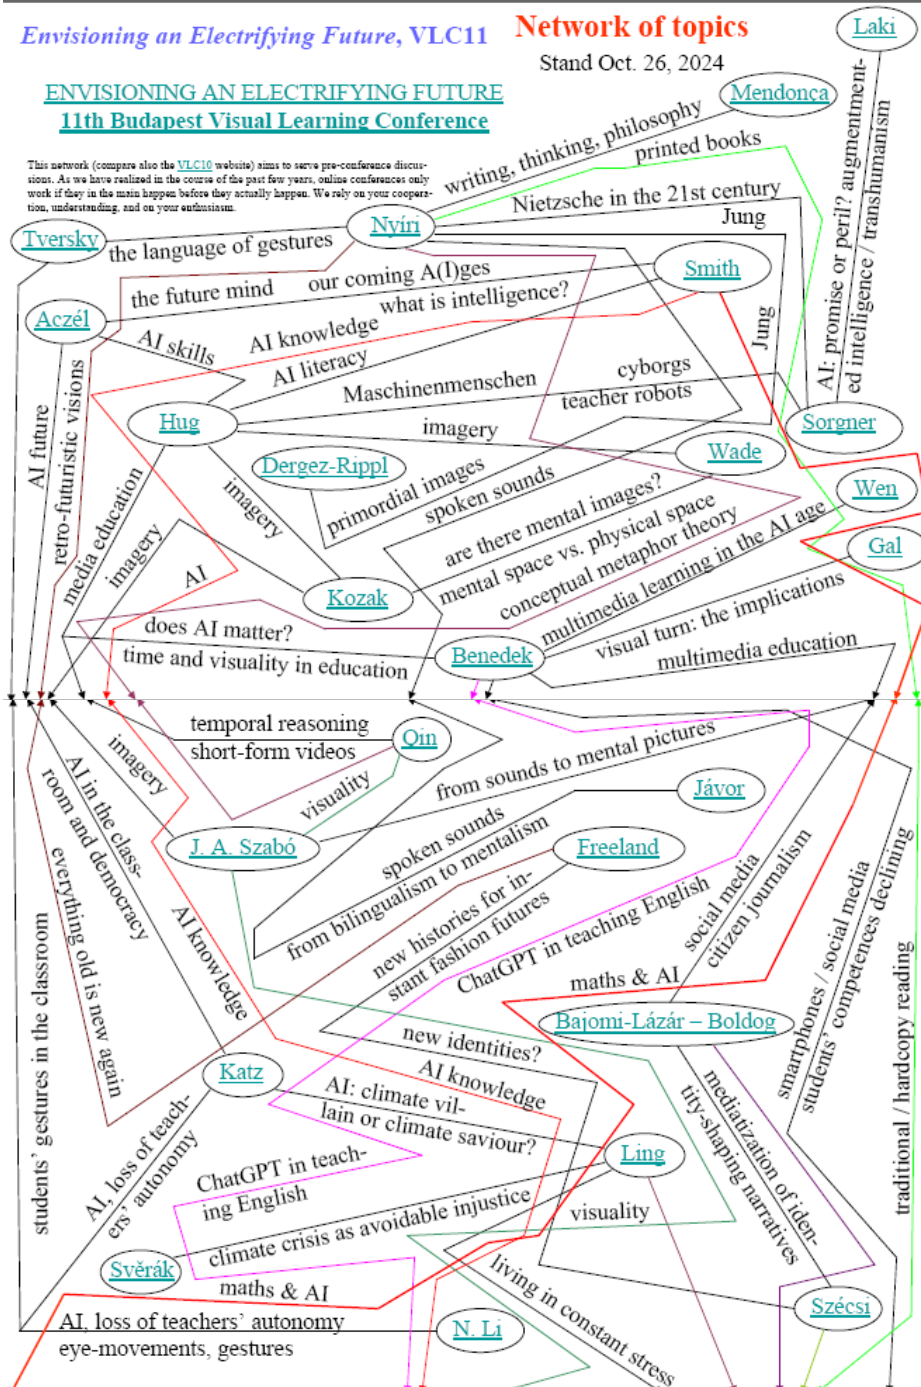 Envisioning an Electrifying Future, VLC11
Network of topics
Stand Oct. 26, 2024
Laki
ENVISIONING AN ELECTRIFYING FUTURE
11th Budapest Visual Learning Conference
This network (compare also the VLC10 website) aims to serve pre-conference discus-
sions. As we have realized in the course of the past few years, online conferences only
work if they in the main happen before they actually happen. We rely on your coopera-
tion, understanding, and on your enthusiasm.
Mendonça
writing, thinking, philosophy
printed books
Nietzsche in the 21st century
Jung
AI: promise or peril? augmentment-
ed intelligence / transhumanism
Tversky
the language of gestures
Nyíri
the future mind
our coming A(I)ges
Smith
what is intelligence?
Aczél
AI skills
AI knowledge
AI literacy
Jung
Maschinenmenschen
cyborgs
teacher robots
Hug
imagery
Sorgner
AI future
retro-futuristic visions
media education
imagery
imagery
Dergez-Rippl
primordial images
spoken sounds
Wade
Wen
are there mental images?
mental space vs. physical space
conceptual metaphor theory
multimedia learning in the AI age
Gal
AI
Kozak
does AI matter?
time and visuality in education
Benedek
visual turn: the implications
multimedia education
temporal reasoning
short-form videos
Qin
imagery
visuality
from sounds to mental pictures
Jávor
AI in the class-
room and democracy
J. A. Szabó
spoken sounds
from bilingualism to mentalism
Freeland
everything old is new again
AI knowledge
new histories for in-
stant fashion futures
ChatGPT in teaching English
social media
citizen journalism
smartphones / social media
students' competences declining
traditional / hardcopy reading
students' gestures in the classroom
maths & AI
Bajomi-Lázár – Boldog
new identities?
AI knowledge
Katz
AI: climate vil-
lain or climate saviour?
mediatization of iden-
tity-shaping narratives
AI, loss of teach-
ers' autonomy
Ling
ChatGPT in teach-
ing English
climate crisis as avoidable injustice
visuality
Svěrák
living in constant stress
maths & AI
Szécsi
AI, loss of teachers' autonomy
eye-movements, gestures
N. Li